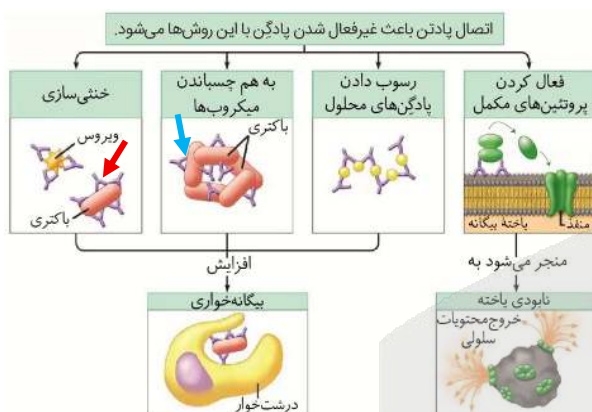 اتصال پادتن باعث غیرفعال شدن پادگِن با این روش‌ها می‌شود.
فعال کردن
پروتئین‌های مکمل
رسوب دادن
پادگِن‌های محلول
به هم چسباندن
میکروب‌ها
خنثی‌سازی
باکتری
ویروس
باکتری
منفذ
یاخته بیگانه
منجر می‌شود به
افزایش
نابودی یاخته
خروج محتویات
سلولی
بیگانه‌خواری
درشت‌خوار